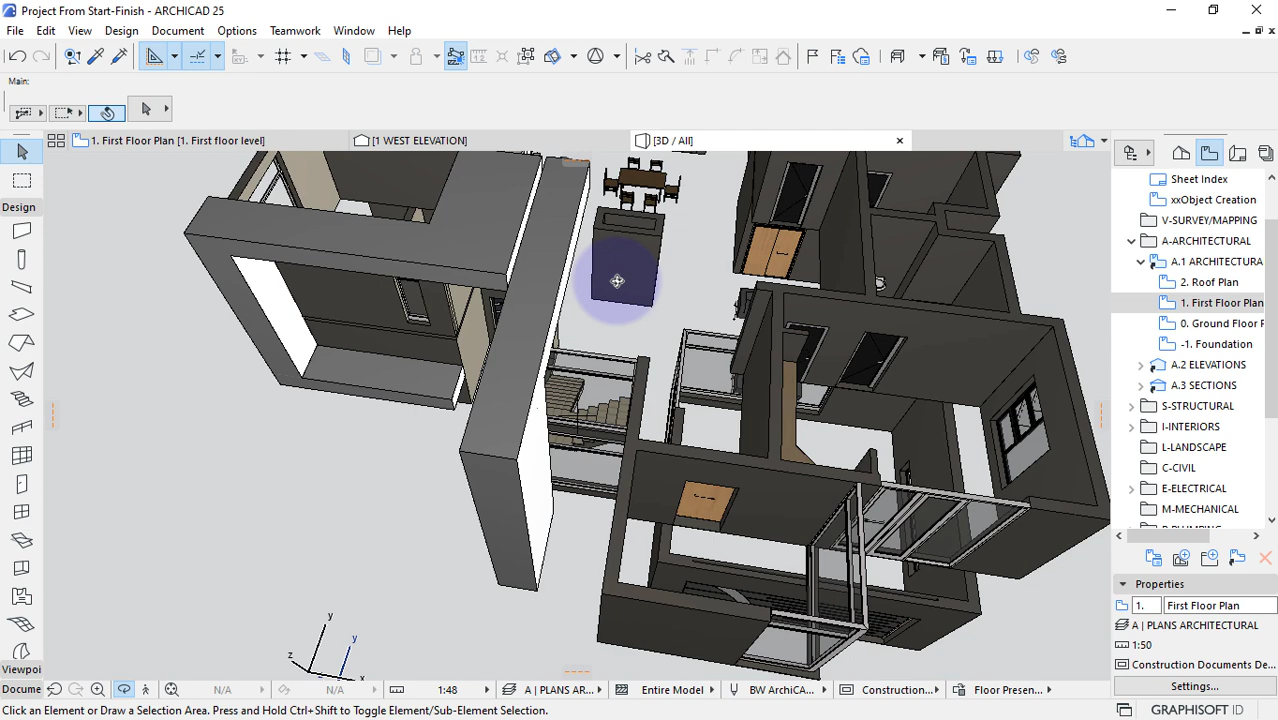 Project From Start-Finish - ARCHICAD 25
File Edit View Design Document Options Teamwork Window Help
Main:
1. First Floor Plan [1. First floor level]
[1 WEST ELEVATION]
[3D / All]
Sheet Index
xxObject Creation
Design
V-SURVEY/MAPPING
A-ARCHITECTURAL
A.1 ARCHITECTURA
2. Roof Plan
1. First Floor Plan
0. Ground Floor P
-1. Foundation
A.2 ELEVATIONS
A.3 SECTIONS
S-STRUCTURAL
I-INTERIORS
L-LANDSCAPE
C-CIVIL
E-ELECTRICAL
M-MECHANICAL
Properties
1. First Floor Plan
A | PLANS ARCHITECTURAL
1:50
Construction Documents De...
Settings...
y
y
z
x
Viewpoi
Docume
N/A
N/A
1:48
A | PLANS AR...
Entire Model
BW ArchiCA...
Construction...
Floor Presen...
Click an Element or Draw a Selection Area. Press and Hold Ctrl+Shift to Toggle Element/Sub-Element Selection.
GRAPHISOFT ID